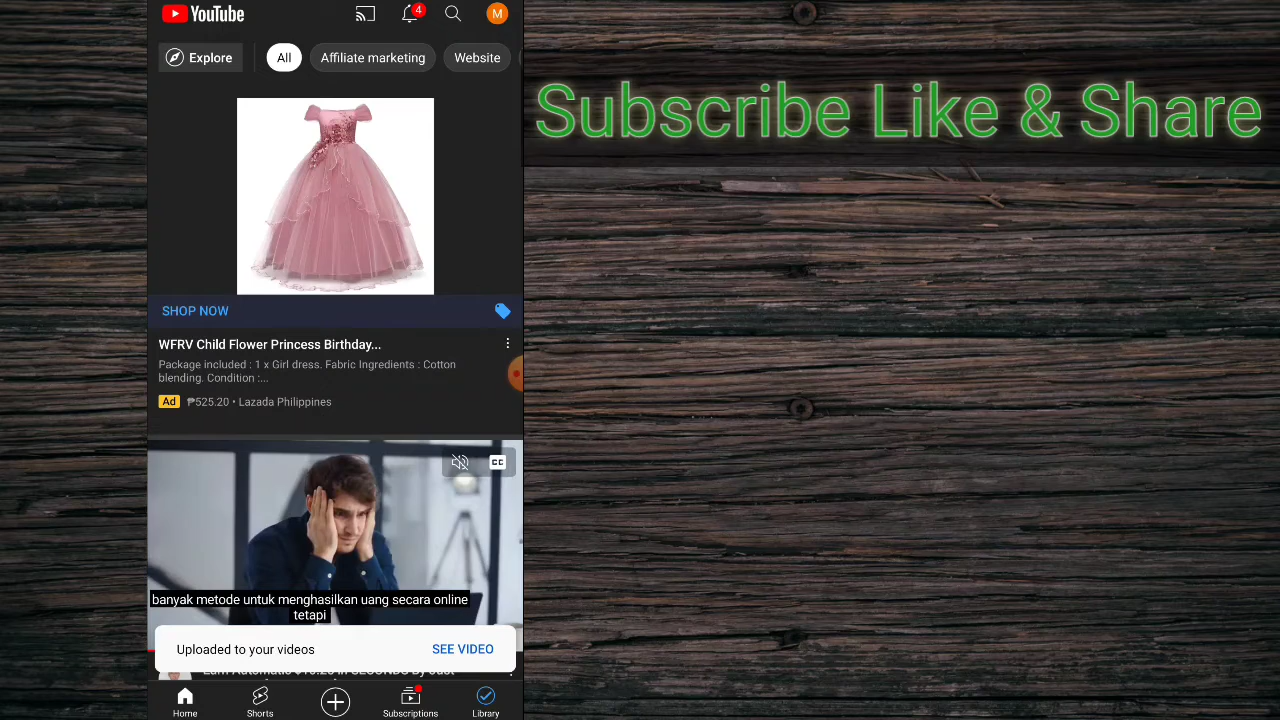 YouTube
4
M
Explore
All
Affiliate marketing
Website
Subscribe Like & Share
SHOP NOW
WFRV Child Flower Princess Birthday...
Package included : 1 x Girl dress. Fabric Ingredients : Cotton
blending. Condition :...
Ad ₱525.20 • Lazada Philippines
CC
banyak metode untuk menghasilkan uang secara online
tetapi
Uploaded to your videos
SEE VIDEO
Home
Shorts
Subscriptions
Library